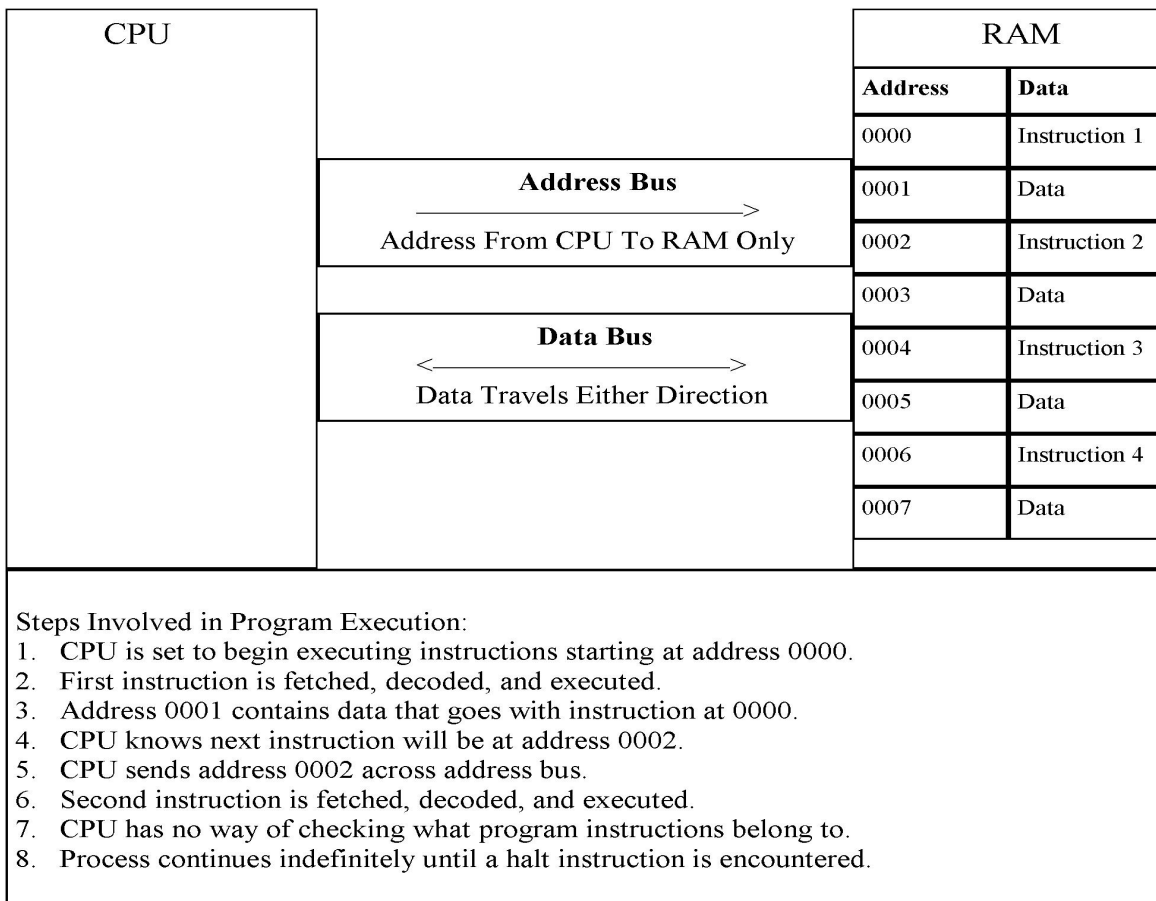 CPU
RAM
Address Data
0000 Instruction 1
0001 Data
0002 Instruction 2
0003 Data
0004 Instruction 3
0005 Data
0006 Instruction 4
0007 Data
Address Bus
Address From CPU To RAM Only
Data Bus
Data Travels Either Direction
Steps Involved in Program Execution:
1. CPU is set to begin executing instructions starting at address 0000.
2. First instruction is fetched, decoded, and executed.
3. Address 0001 contains data that goes with instruction at 0000.
4. CPU knows next instruction will be at address 0002.
5. CPU sends address 0002 across address bus.
6. Second instruction is fetched, decoded, and executed.
7. CPU has no way of checking what program instructions belong to.
8. Process continues indefinitely until a halt instruction is encountered.